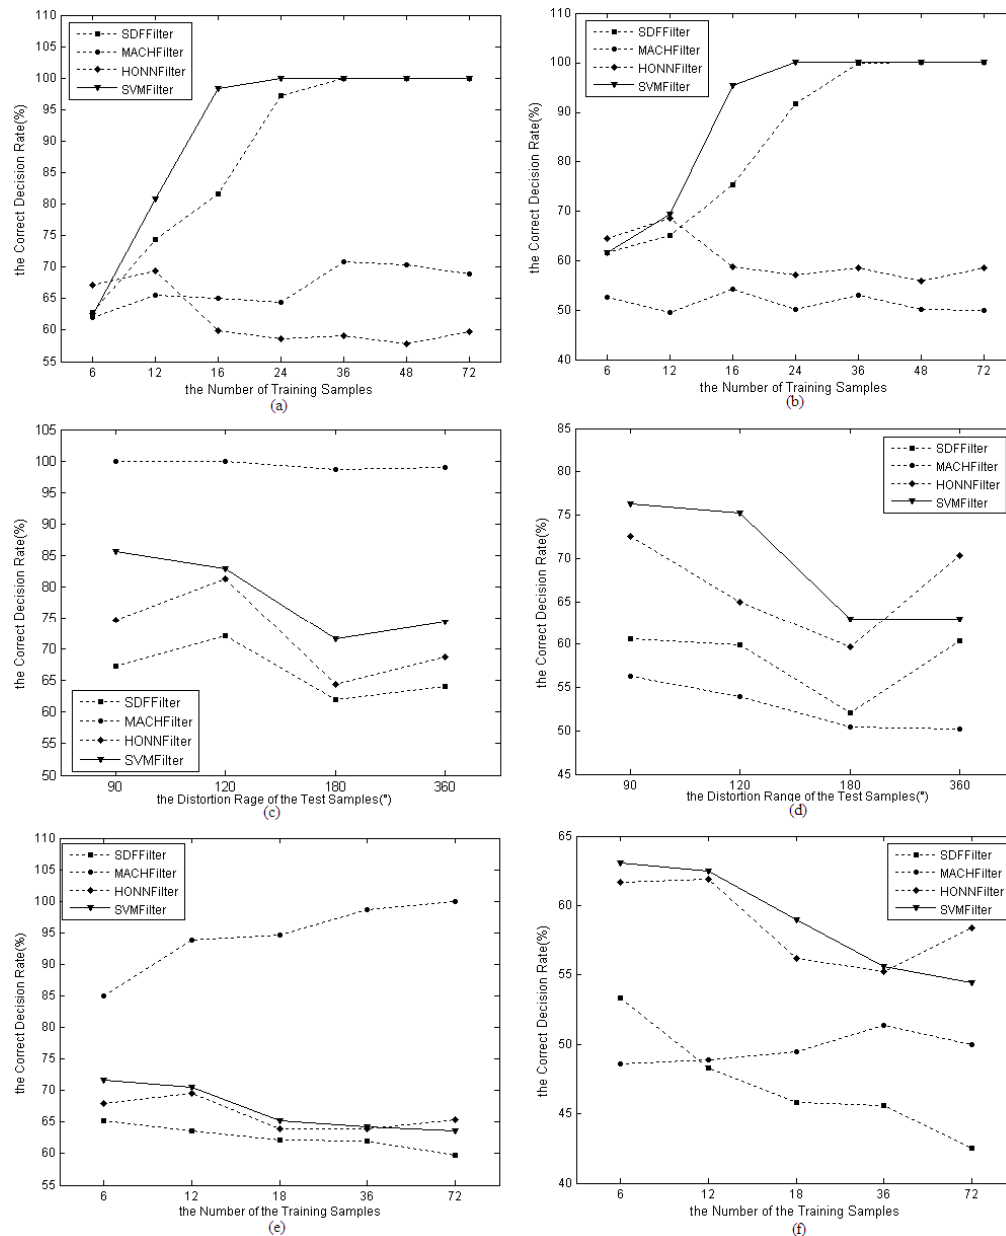 110
105
100
95
90
85
80
75
70
65
60
55
the Correct Decision Rate(%)
SDFFilter
MACHFilter
HONNFilter
SVMFilter
6 12 16 24 36 48 72
the Number of Training Samples
(a)
110
100
90
80
70
60
50
40
the Correct Decision Rate(%)
SDFFilter
MACHFilter
HONNFilter
SVMFilter
6 12 16 24 36 48 72
the Number of Training Samples
(b)
105
100
95
90
85
80
75
70
65
60
55
50
the Correct Decision Rate(%)
SDFFilter
MACHFilter
HONNFilter
SVMFilter
90 120 180 360
the Distortion Rage of the Test Samples(°)
(c)
85
80
75
70
65
60
55
50
45
the Correct Decision Rate(%)
SDFFilter
MACHFilter
HONNFilter
SVMFilter
90 120 180 360
the Distortion Range of the Test Samples(°)
(d)
110
105
100
95
90
85
80
75
70
65
60
55
the Correct Decision Rate(%)
SDFFilter
MACHFilter
HONNFilter
SVMFilter
6 12 18 36 72
the Number of the Training Samples
(e)
65
60
55
50
45
40
the Correct Decision Rate(%)
SDFFilter
MACHFilter
HONNFilter
SVMFilter
6 12 18 36 72
the Number of the Training Samples
(f)